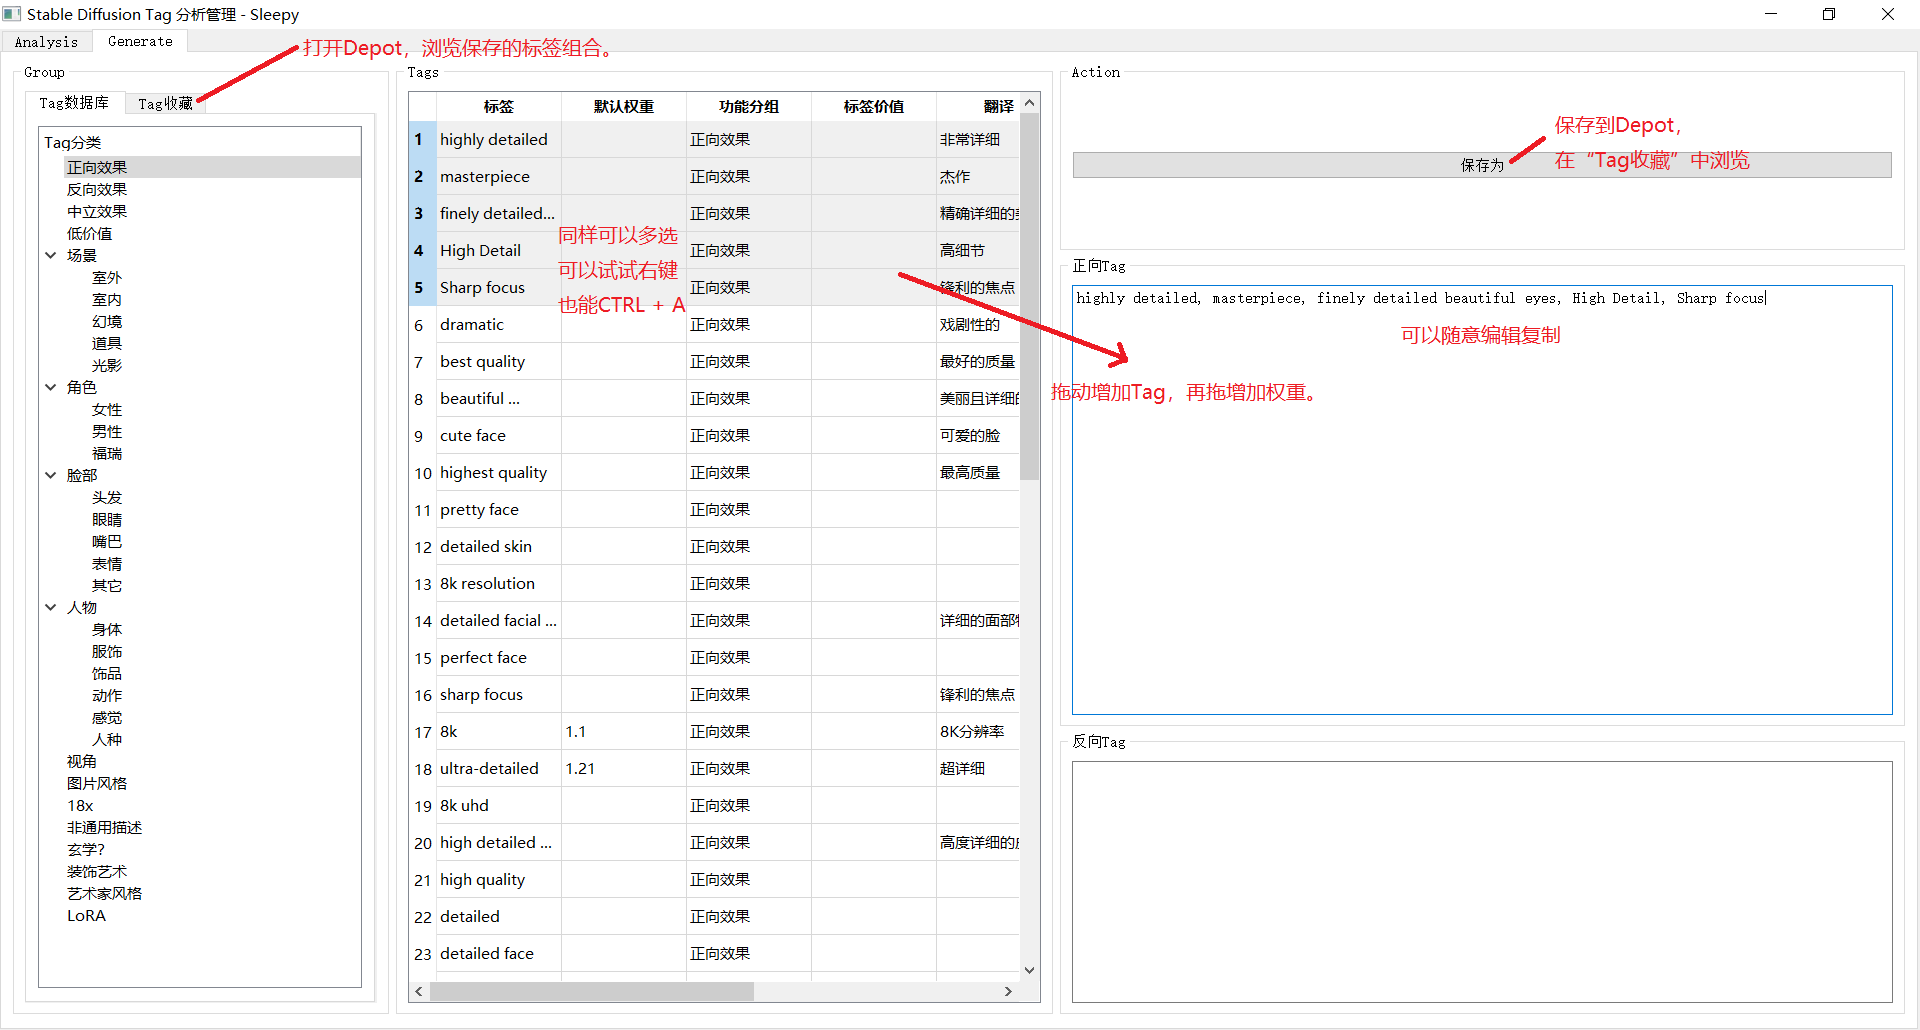 Stable Diffusion Tag 分析管理 - Sleepy
Analysis
Generate
打开Depot，浏览保存的标签组合。
Group
Tag数据库
Tag收藏
Tag分类
正向效果
反向效果
中立效果
低价值
场景
室外
室内
幻境
道具
光影
角色
女性
男性
福瑞
脸部
头发
眼睛
嘴巴
表情
其它
人物
身体
服饰
饰品
动作
感觉
人种
视角
图片风格
18x
非通用描述
玄学?
装饰艺术
艺术家风格
LoRA
Tags
标签 默认权重 功能分组 标签价值 翻译
1 highly detailed 正向效果 非常详细
2 masterpiece 正向效果 杰作
3 finely detailed... 正向效果 精确详细的
4 High Detail 正向效果 高细节
5 Sharp focus 正向效果 锋利的焦点
6 dramatic 正向效果 戏剧性的
7 best quality 正向效果 最好的质量
8 beautiful ... 正向效果 美丽且详细的
9 cute face 正向效果 可爱的脸
10 highest quality 正向效果 最高质量
11 pretty face 正向效果
12 detailed skin 正向效果
13 8k resolution 正向效果
14 detailed facial ... 正向效果 详细的面部
15 perfect face 正向效果
16 sharp focus 正向效果 锋利的焦点
17 8k 1.1 正向效果 8K分辨率
18 ultra-detailed 1.21 正向效果 超详细
19 8k uhd 正向效果
20 high detailed ... 正向效果 高度详细的
21 high quality 正向效果
22 detailed 正向效果
23 detailed face 正向效果
同样可以多选
可以试试右键
也能CTRL + A
拖动增加Tag，再拖增加权重。
Action
保存为
保存到Depot，
在“Tag收藏”中浏览
正向Tag
highly detailed, masterpiece, finely detailed beautiful eyes, High Detail, Sharp focus
可以随意编辑复制
反向Tag